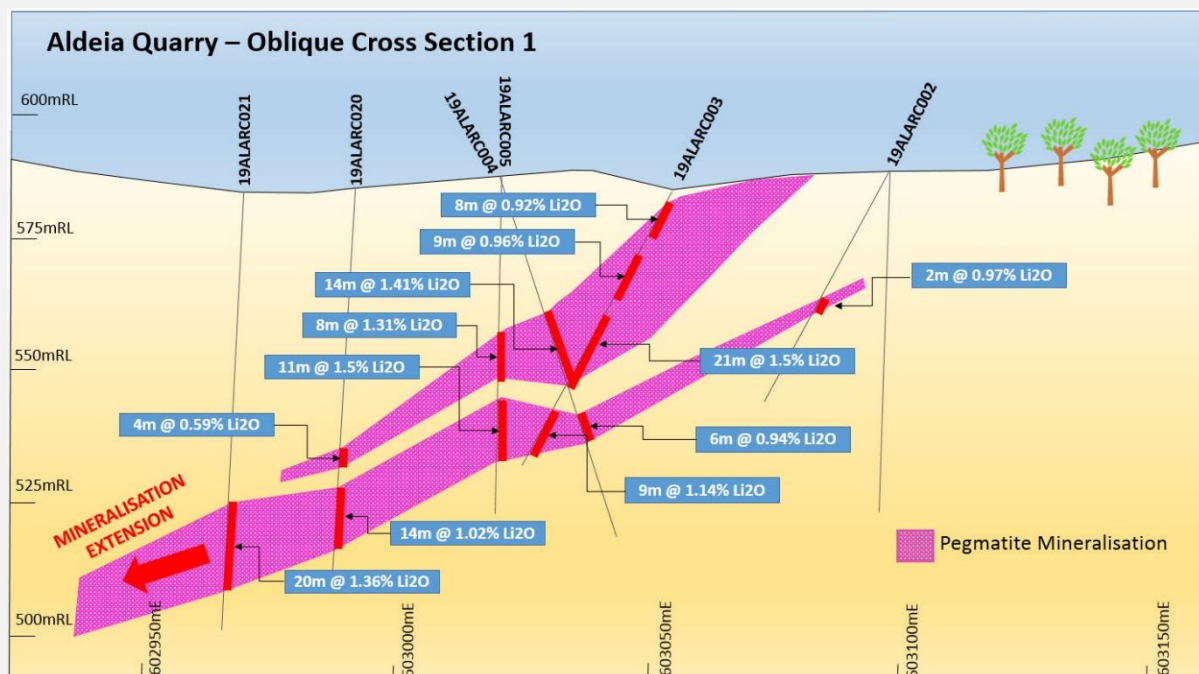 Aldeia Quarry – Oblique Cross Section 1
19ALARC021
19ALARC020
19ALARC004
19ALARC005
19ALARC003
19ALARC002
600mRL
575mRL
550mRL
525mRL
500mRL
8m @ 0.92% Li2O
9m @ 0.96% Li2O
14m @ 1.41% Li2O
8m @ 1.31% Li2O
11m @ 1.5% Li2O
4m @ 0.59% Li2O
2m @ 0.97% Li2O
21m @ 1.5% Li2O
6m @ 0.94% Li2O
9m @ 1.14% Li2O
14m @ 1.02% Li2O
20m @ 1.36% Li2O
MINERALISATION
EXTENSION
Pegmatite Mineralisation
602950mE
603000mE
603050mE
603100mE
603150mE